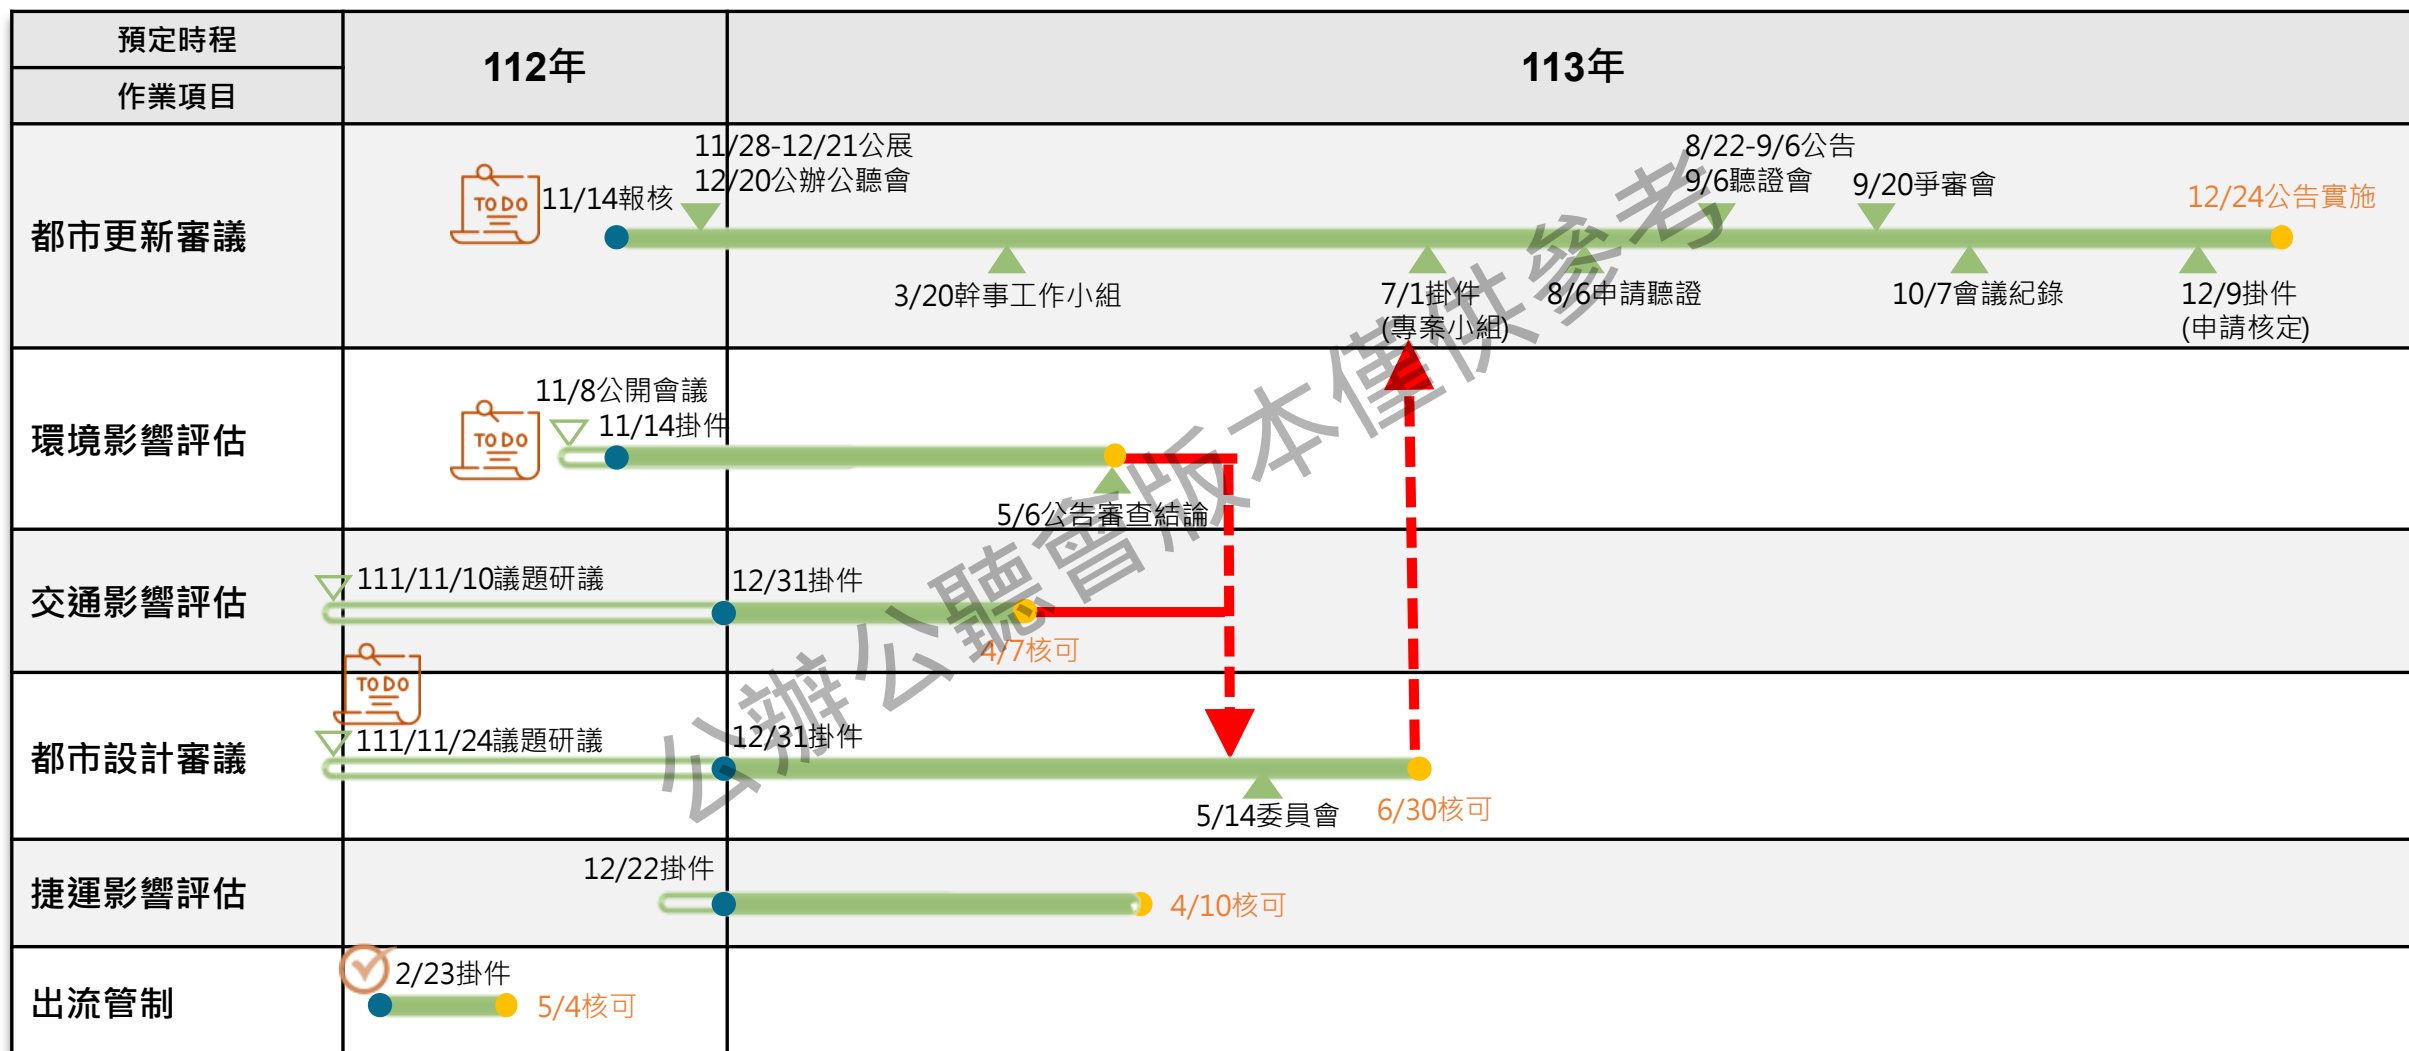 預定時程
作業項目
112年
113年
都市更新審議
TO DO
11/14報核
11/28-12/21公展
12/20公辦公聽會
3/20幹事工作小組
7/1掛件
(專案小組)
8/6申請聽證
8/22-9/6公告
9/6聽證會
9/20爭審會
10/7會議紀錄
12/9掛件
(申請核定)
12/24公告實施
環境影響評估
TO DO
11/8公開會議
11/14掛件
5/6公告審查結論
交通影響評估
111/11/10議題研議
12/31掛件
4/7核可
都市設計審議
TO DO
111/11/24議題研議
12/31掛件
5/14委員會
6/30核可
捷運影響評估
12/22掛件
4/10核可
出流管制
2/23掛件
5/4核可
公辦公聽會版本僅供參考